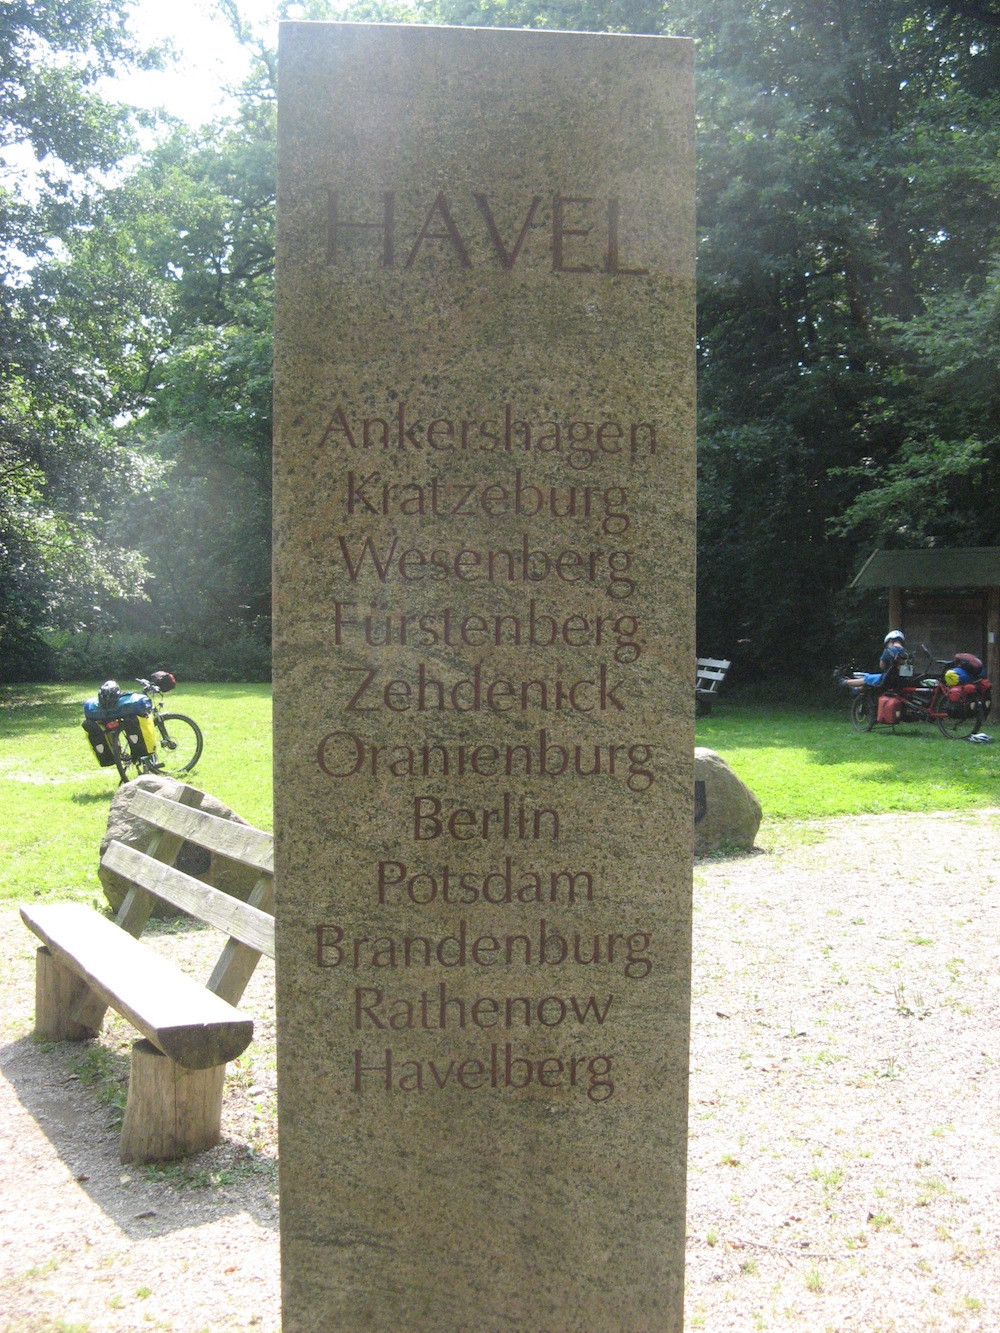 HAVEL
Ankershagen
Kratzeburg
Wesenberg
Fürstenberg
Zehdenick
Oranienburg
Berlin
Potsdam
Brandenburg
Rathenow
Havelberg